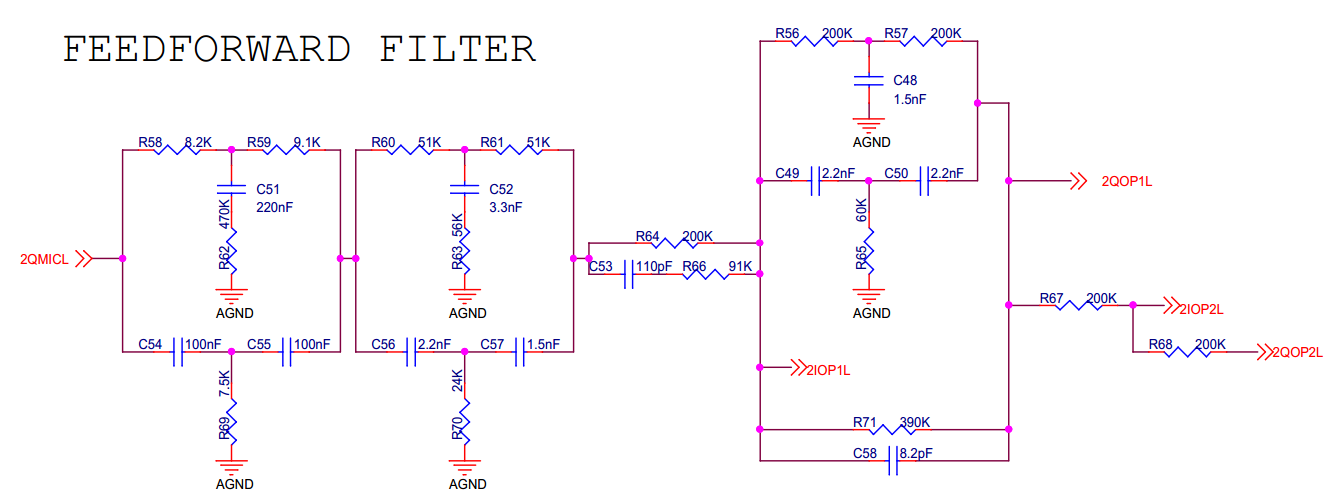 FEEDFORWARD FILTER
R56 200K R57 200K
C48
1.5nF
AGND
R58 8.2K R59 9.1K R60 51K R61 51K
C51
220nF
470K
R62
AGND
C52
3.3nF
56K
R63
AGND
C49 2.2nF C50 2.2nF
60K
R65
AGND
2QOP1L
2QMICL
R64 200K
C53 110pF R66 91K
R67 200K
2IOP2L
R68 200K
2QOP2L
C54 100nF C55 100nF C56 2.2nF C57 1.5nF
7.5K
R69
AGND
24K
R70
AGND
2IOP1L
R71 390K
C58 8.2pF